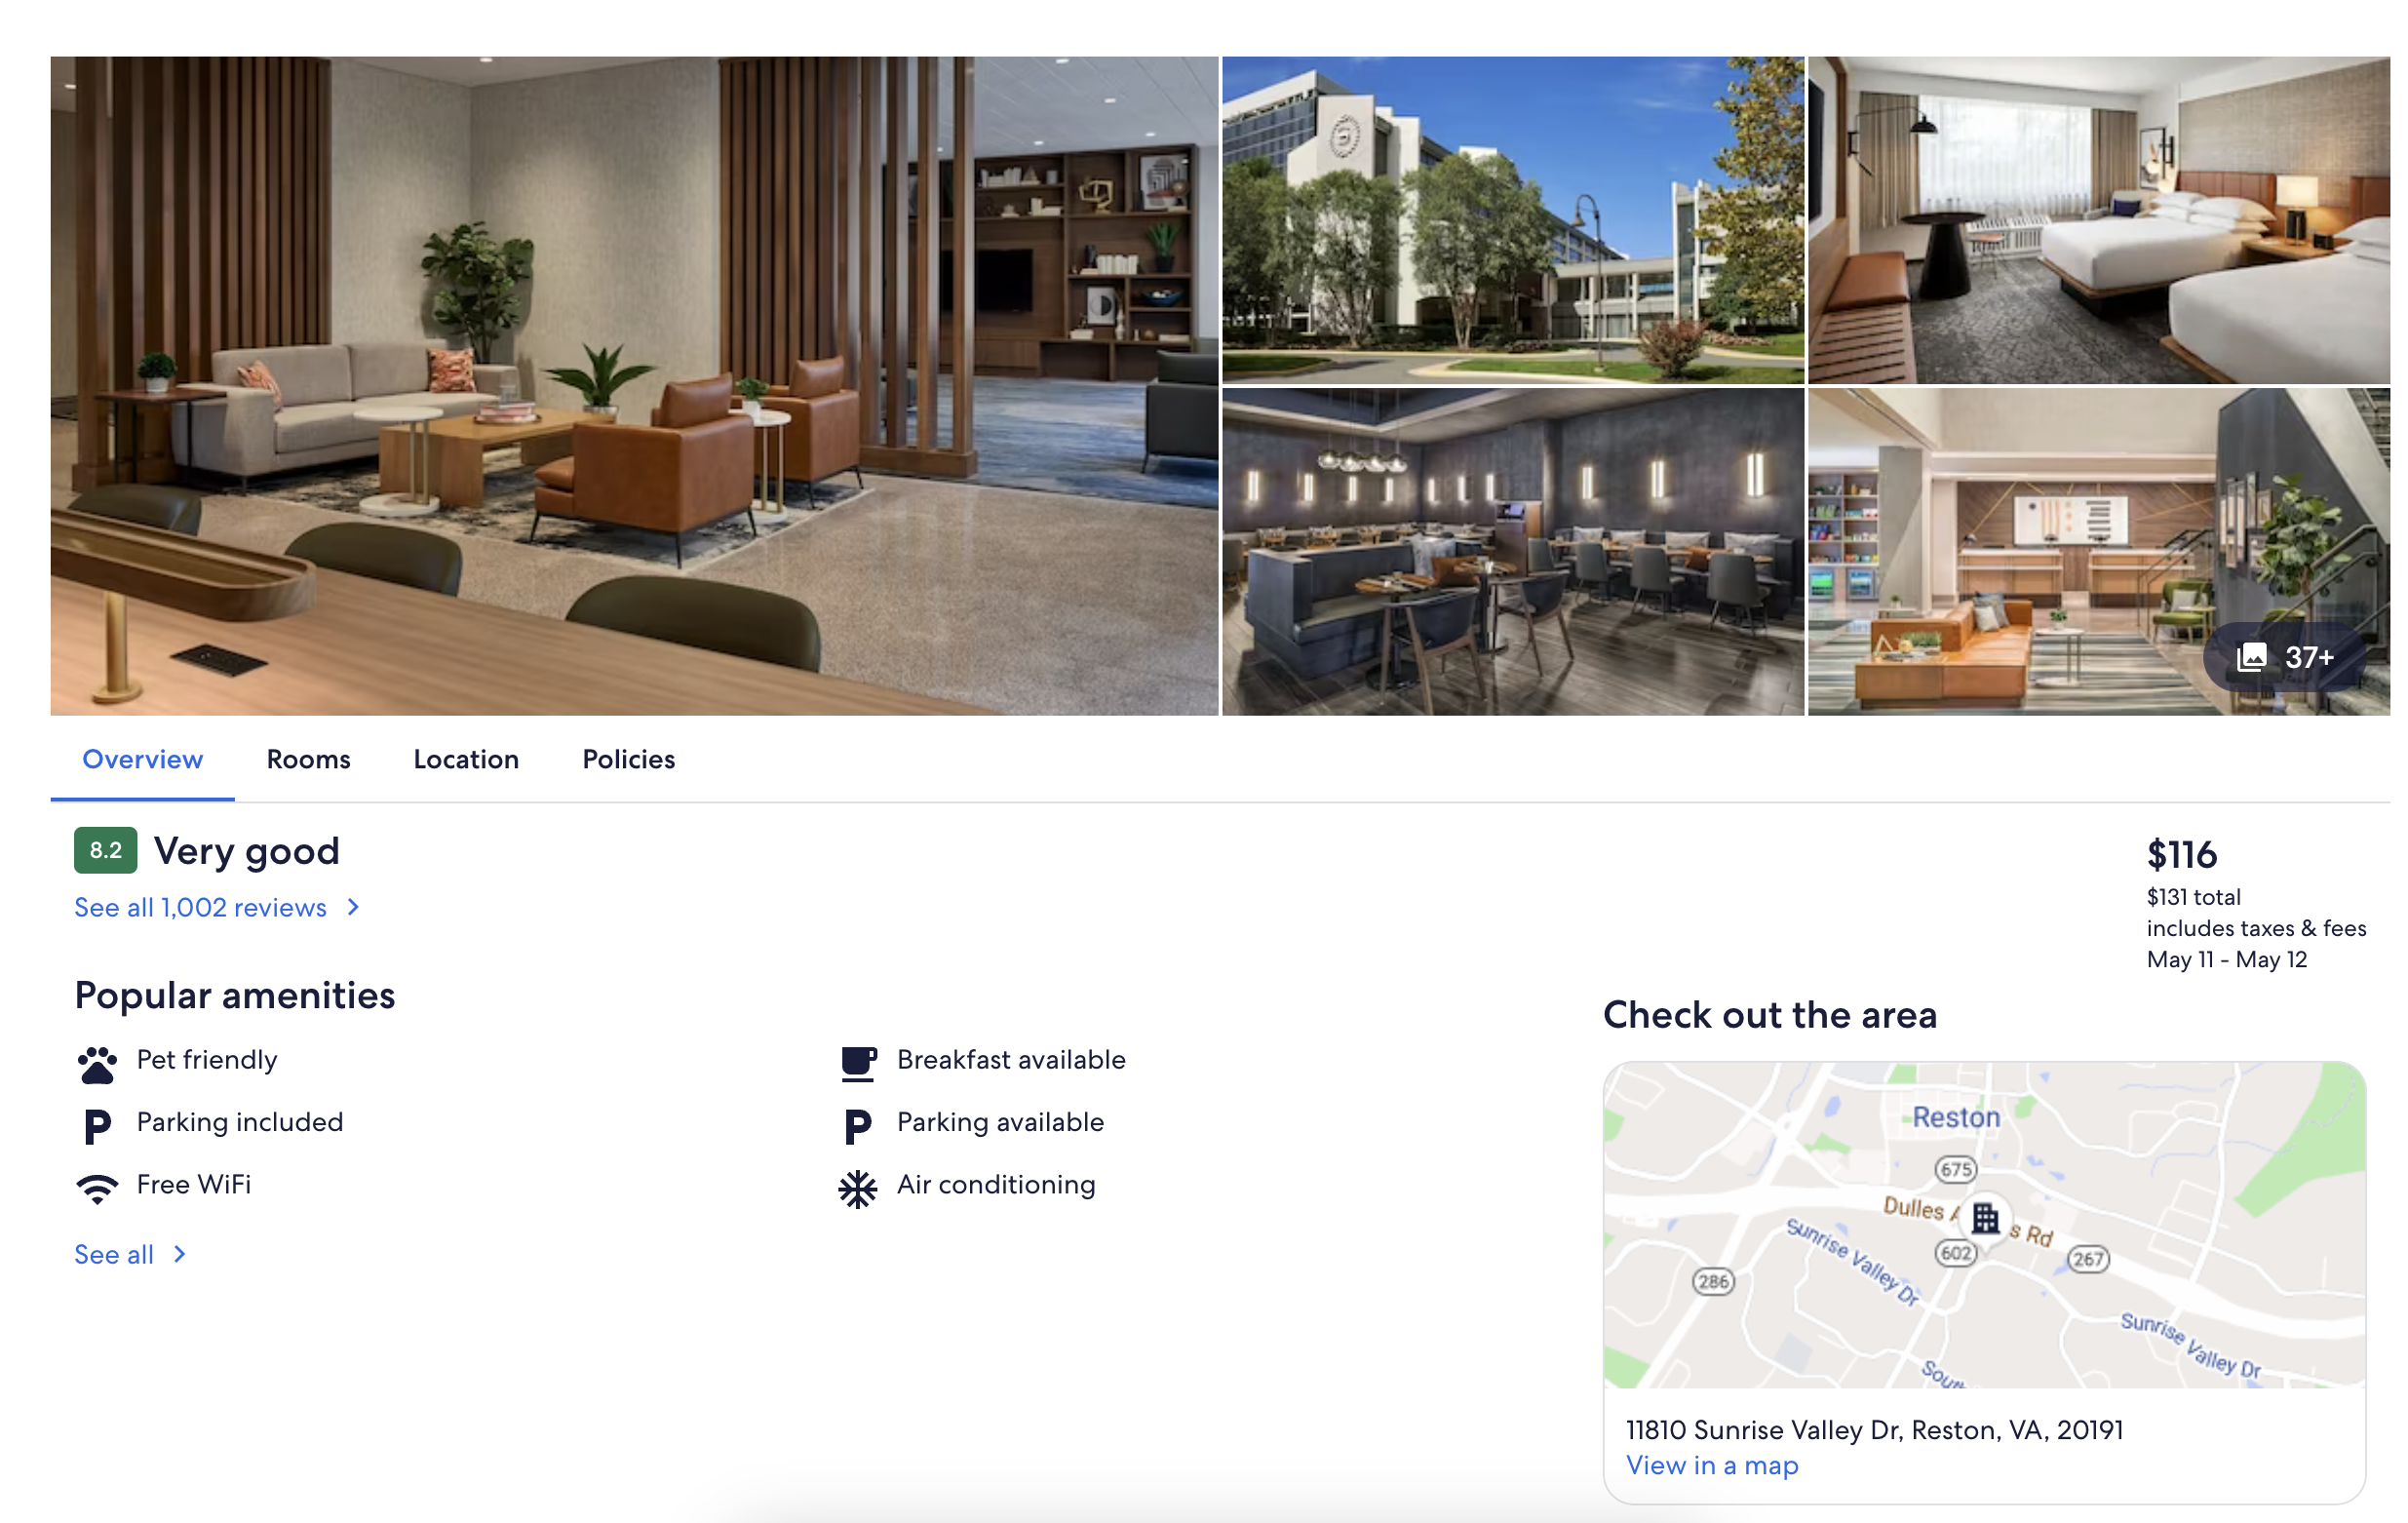 37+
Overview
Rooms
Location
Policies
8.2
Very good
See all 1,002 reviews
$116
$131 total
includes taxes & fees
May 11 - May 12
Popular amenities
Pet friendly
Breakfast available
P Parking included
P Parking available
Free WiFi
Air conditioning
See all
Check out the area
Reston
675
Dulles A
s Rd
Sunrise Valley Dr
602
267
286
Sunrise Valley Dr
South
11810 Sunrise Valley Dr, Reston, VA, 20191
View in a map